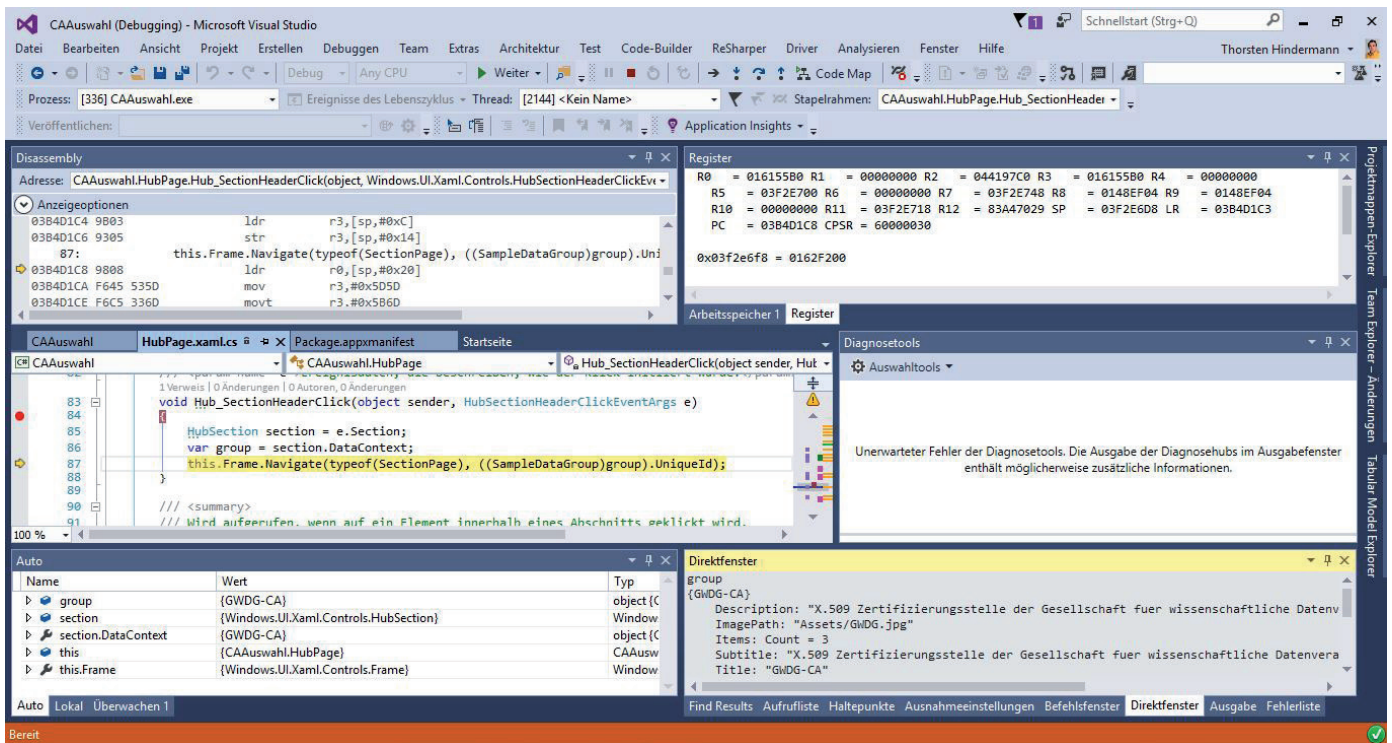 CAAuswahl (Debugging) - Microsoft Visual Studio
1
Schnellstart (Strg+Q)
Datei Bearbeiten Ansicht Projekt Erstellen Debuggen Team Extras Architektur Test Code-Builder ReSharper Driver Analysieren Fenster Hilfe
Thorsten Hindermann
Debug Any CPU Weiter Code Map
Prozess: [336] CAAuswahl.exe Ereignisse des Lebenszyklus Thread: [2144] <Kein Name> Stapelrahmen: CAAuswahl.HubPage.Hub_SectionHeader
Veröffentlichen: Application Insights
Disassembly
Adresse: CAAuswahl.HubPage.Hub_SectionHeaderClick(object, Windows.UI.Xaml.Controls.HubSectionHeaderClickEve
Anzeigeoptionen
03B4D1C4 9B03 ldr r3,[sp,#0xC]
03B4D1C6 9305 str r3,[sp,#0x14]
87: this.Frame.Navigate(typeof(SectionPage), ((SampleDataGroup)group).Uni
03B4D1C8 9808 ldr r0,[sp,#0x20]
03B4D1CA F645 535D mov r3,#0x5D5D
03B4D1CE F6C5 336D movt r3.#0x5B6D
Register
R0 = 016155B0 R1 = 00000000 R2 = 044197C0 R3 = 016155B0 R4 = 00000000
R5 = 03F2E700 R6 = 00000000 R7 = 03F2E748 R8 = 0148EF04 R9 = 0148EF04
R10 = 00000000 R11 = 03F2E718 R12 = 83A47029 SP = 03F2E6D8 LR = 03B4D1C3
PC = 03B4D1C8 CPSR = 60000030
0x03f2e6f8 = 0162F200
Arbeitsspeicher 1 Register
Projektmappen-Explorer
Team Explorer – Änderungen
Tabular Model Explorer
CAAuswahl HubPage.xaml.cs Package.appxmanifest Startseite
CAAuswahl CAAuswahl.HubPage Hub_SectionHeaderClick(object sender, Hub
1 Verweis | 0 Änderungen | 0 Autoren, 0 Änderungen
83 void Hub_SectionHeaderClick(object sender, HubSectionHeaderClickEventArgs e)
84 {
85 HubSection section = e.Section;
86 var group = section.DataContext;
87 this.Frame.Navigate(typeof(SectionPage), ((SampleDataGroup)group).UniqueId);
88 }
89
90 /// <summary>
91 /// Wird aufgerufen, wenn auf ein Element innerhalb eines Abschnitts geklickt wird.
100 %
Diagnosetools
Auswahltools
Unerwarteter Fehler der Diagnosetools. Die Ausgabe der Diagnosehubs im Ausgabefenster
enthält möglicherweise zusätzliche Informationen.
Auto
Name Wert Typ
group {GWDG-CA} object {C
section {Windows.UI.Xaml.Controls.HubSection} Window
section.DataContext {GWDG-CA} object {C
this {CAAuswahl.HubPage} CAAusw
this.Frame {Windows.UI.Xaml.Controls.Frame} Window
Auto Lokal Überwachen 1
Direktfenster
group
{GWDG-CA}
Description: "X.509 Zertifizierungsstelle der Gesellschaft fuer wissenschaftliche Datenv
ImagePath: "Assets/GWDG.jpg"
Items: Count = 3
Subtitle: "X.509 Zertifizierungsstelle der Gesellschaft fuer wissenschaftliche Datenvera
Title: "GWDG-CA"
Find Results Aufrufliste Haltepunkte Ausnahmeeinstellungen Befehlsfenster Direktfenster Ausgabe Fehlerliste
Bereit